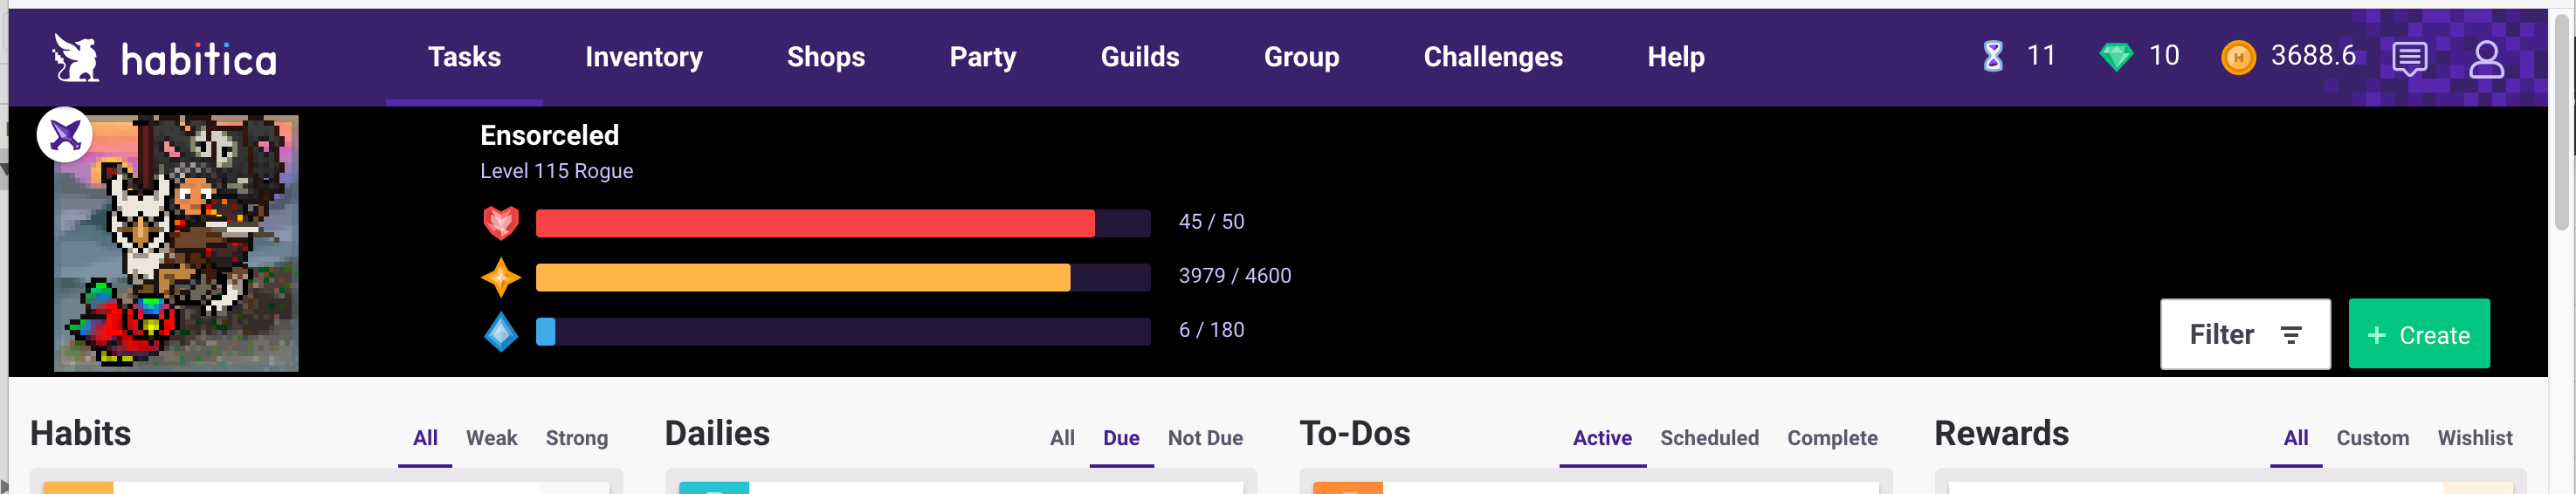 habitica Tasks Inventory Shops Party Guilds Group Challenges Help 11 10 H 3688.6
Ensorceled
Level 115 Rogue
45 / 50
3979 / 4600
6 / 180
Filter + Create
Habits All Weak Strong Dailies All Due Not Due To-Dos Active Scheduled Complete Rewards All Custom Wishlist